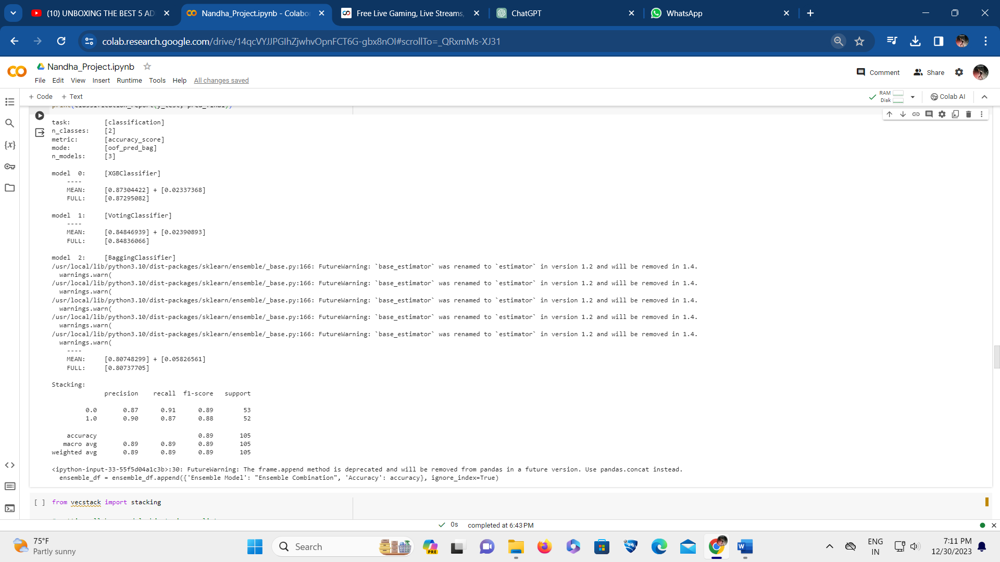 (10) UNBOXING THE BEST 5 AD
Nandha_Project.ipynb - Colabor
Free Live Gaming, Live Streams,
ChatGPT
WhatsApp
colab.research.google.com/drive/14qcVYJJPGIhZjwhvOpnFCT6G-gbx8nOI#scrollTo=_QRxmMs-XJ31
Nandha_Project.ipynb
Comment
Share
File Edit View Insert Runtime Tools Help All changes saved
+ Code + Text
RAM
Disk
Colab AI
print(classification_report(y_test, pred_final))
task: [classification]
n_classes: [2]
metric: [accuracy_score]
mode: [oof_pred_bag]
n_models: [3]
model 0: [XGBClassifier]
----
MEAN: [0.87304422] + [0.02337368]
FULL: [0.87295082]
model 1: [VotingClassifier]
----
MEAN: [0.84846939] + [0.02390893]
FULL: [0.84836066]
model 2: [BaggingClassifier]
/usr/local/lib/python3.10/dist-packages/sklearn/ensemble/_base.py:166: FutureWarning: `base_estimator` was renamed to `estimator` in version 1.2 and will be removed in 1.4.
warnings.warn(
/usr/local/lib/python3.10/dist-packages/sklearn/ensemble/_base.py:166: FutureWarning: `base_estimator` was renamed to `estimator` in version 1.2 and will be removed in 1.4.
warnings.warn(
/usr/local/lib/python3.10/dist-packages/sklearn/ensemble/_base.py:166: FutureWarning: `base_estimator` was renamed to `estimator` in version 1.2 and will be removed in 1.4.
warnings.warn(
/usr/local/lib/python3.10/dist-packages/sklearn/ensemble/_base.py:166: FutureWarning: `base_estimator` was renamed to `estimator` in version 1.2 and will be removed in 1.4.
warnings.warn(
/usr/local/lib/python3.10/dist-packages/sklearn/ensemble/_base.py:166: FutureWarning: `base_estimator` was renamed to `estimator` in version 1.2 and will be removed in 1.4.
warnings.warn(
----
MEAN: [0.80748299] + [0.05826561]
FULL: [0.80737705]
Stacking:
precision recall f1-score support
0.0 0.87 0.91 0.89 53
1.0 0.90 0.87 0.88 52
accuracy 0.89 105
macro avg 0.89 0.89 0.89 105
weighted avg 0.89 0.89 0.89 105
<ipython-input-33-55f5d04a1c3b>:30: FutureWarning: The frame.append method is deprecated and will be removed from pandas in a future version. Use pandas.concat instead.
ensemble_df = ensemble_df.append({'Ensemble Model': "Ensemble Combination", 'Accuracy': accuracy}, ignore_index=True)
[ ] from vecstack import stacking
0s completed at 6:43 PM
75°F
Partly sunny
Search
PRE
ENG
IN
7:11 PM
12/30/2023